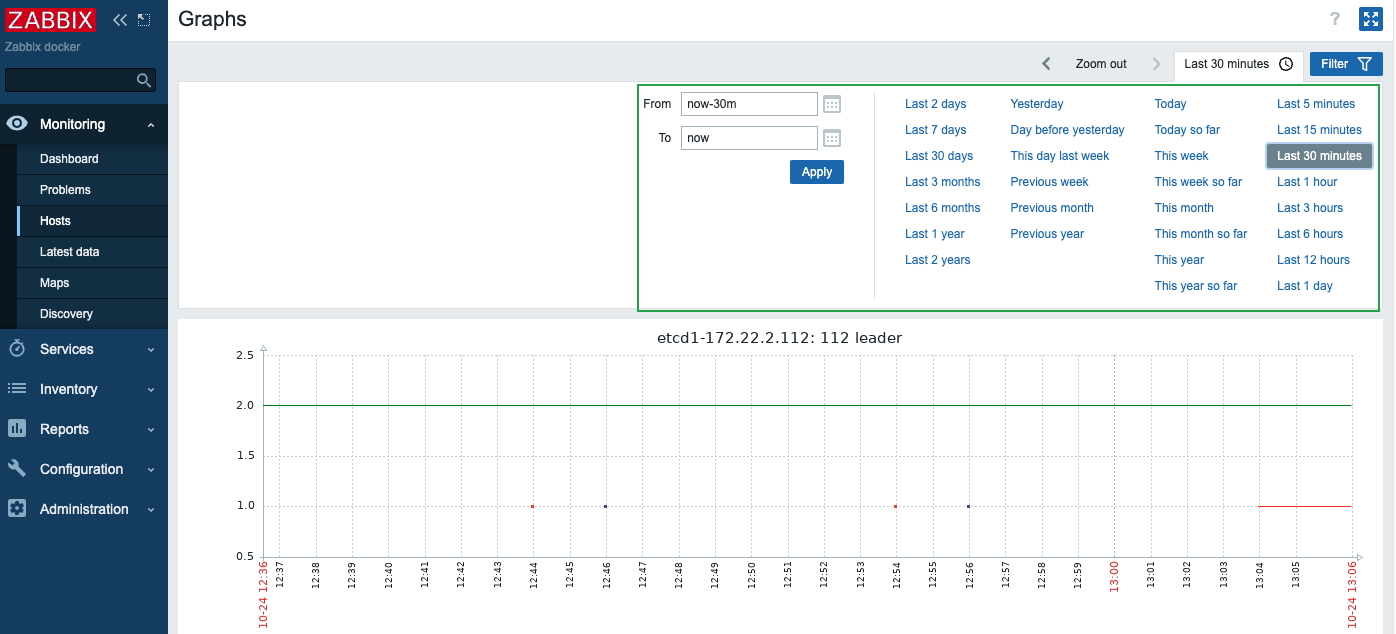 ZABBIX
Zabbix docker
Monitoring
Dashboard
Problems
Hosts
Latest data
Maps
Discovery
Services
Inventory
Reports
Configuration
Administration
Graphs
?
Zoom out
Last 30 minutes
Filter
From now-30m
To now
Apply
Last 2 days Yesterday Today Last 5 minutes
Last 7 days Day before yesterday Today so far Last 15 minutes
Last 30 days This day last week This week Last 30 minutes
Last 3 months Previous week This week so far Last 1 hour
Last 6 months Previous month This month Last 3 hours
Last 1 year Previous year This month so far Last 6 hours
Last 2 years This year Last 12 hours
This year so far Last 1 day
etcd1-172.22.2.112: 112 leader
2.5
2.0
1.5
1.0
0.5
10-24 12:36 12:37 12:38 12:39 12:40 12:41 12:42 12:43 12:44 12:45 12:46 12:47 12:48 12:49 12:50 12:51 12:52 12:53 12:54 12:55 12:56 12:57 12:58 12:59 13:00 13:01 13:02 13:03 13:04 13:05 10-24 13:06